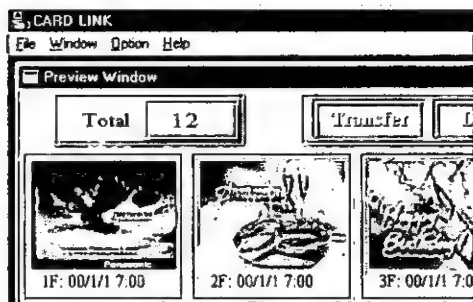 CARD LINK
File Window Option Help
Preview Window
Total 12 Transfer
Panasonic
1F: 00/1/1 7:00 2F: 00/1/1 7:00 3F: 00/1/1 7:0